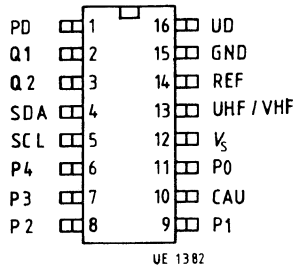 PD 1 16 UD
Q1 2 15 GND
Q2 3 14 REF
SDA 4 13 UHF/VHF
SCL 5 12 VS
P4 6 11 P0
P3 7 10 CAU
P2 8 9 P1
UE 1382